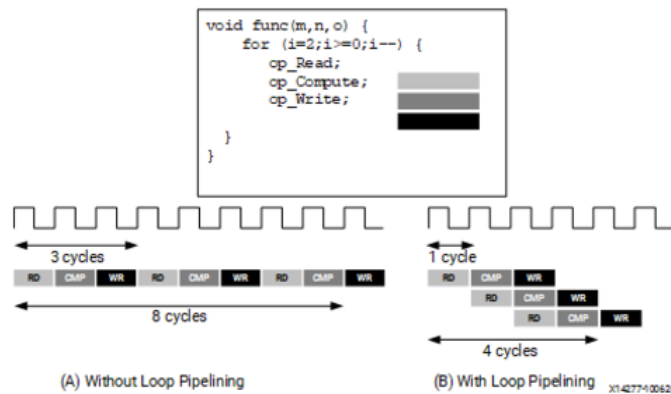 void func(m,n,o) {
for (i=2;i>=0;i--) {
op_Read;
op_Compute;
op_Write;
}
}
3 cycles
1 cycle
RD CMP WR RD CMP WR RD CMP WR
RD CMP WR
RD CMP WR
RD CMP WR
8 cycles
4 cycles
(A) Without Loop Pipelining
(B) With Loop Pipelining